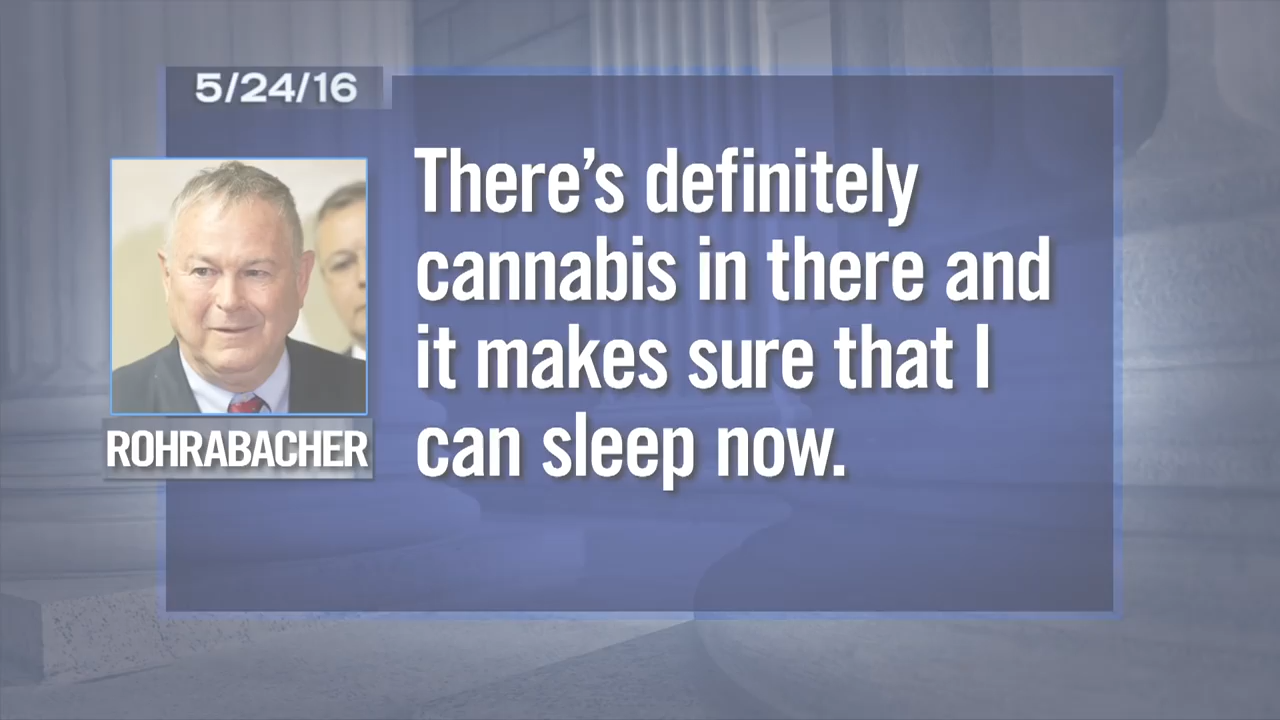 5/24/16
ROHRABACHER
There’s definitely
cannabis in there and
it makes sure that I
can sleep now.